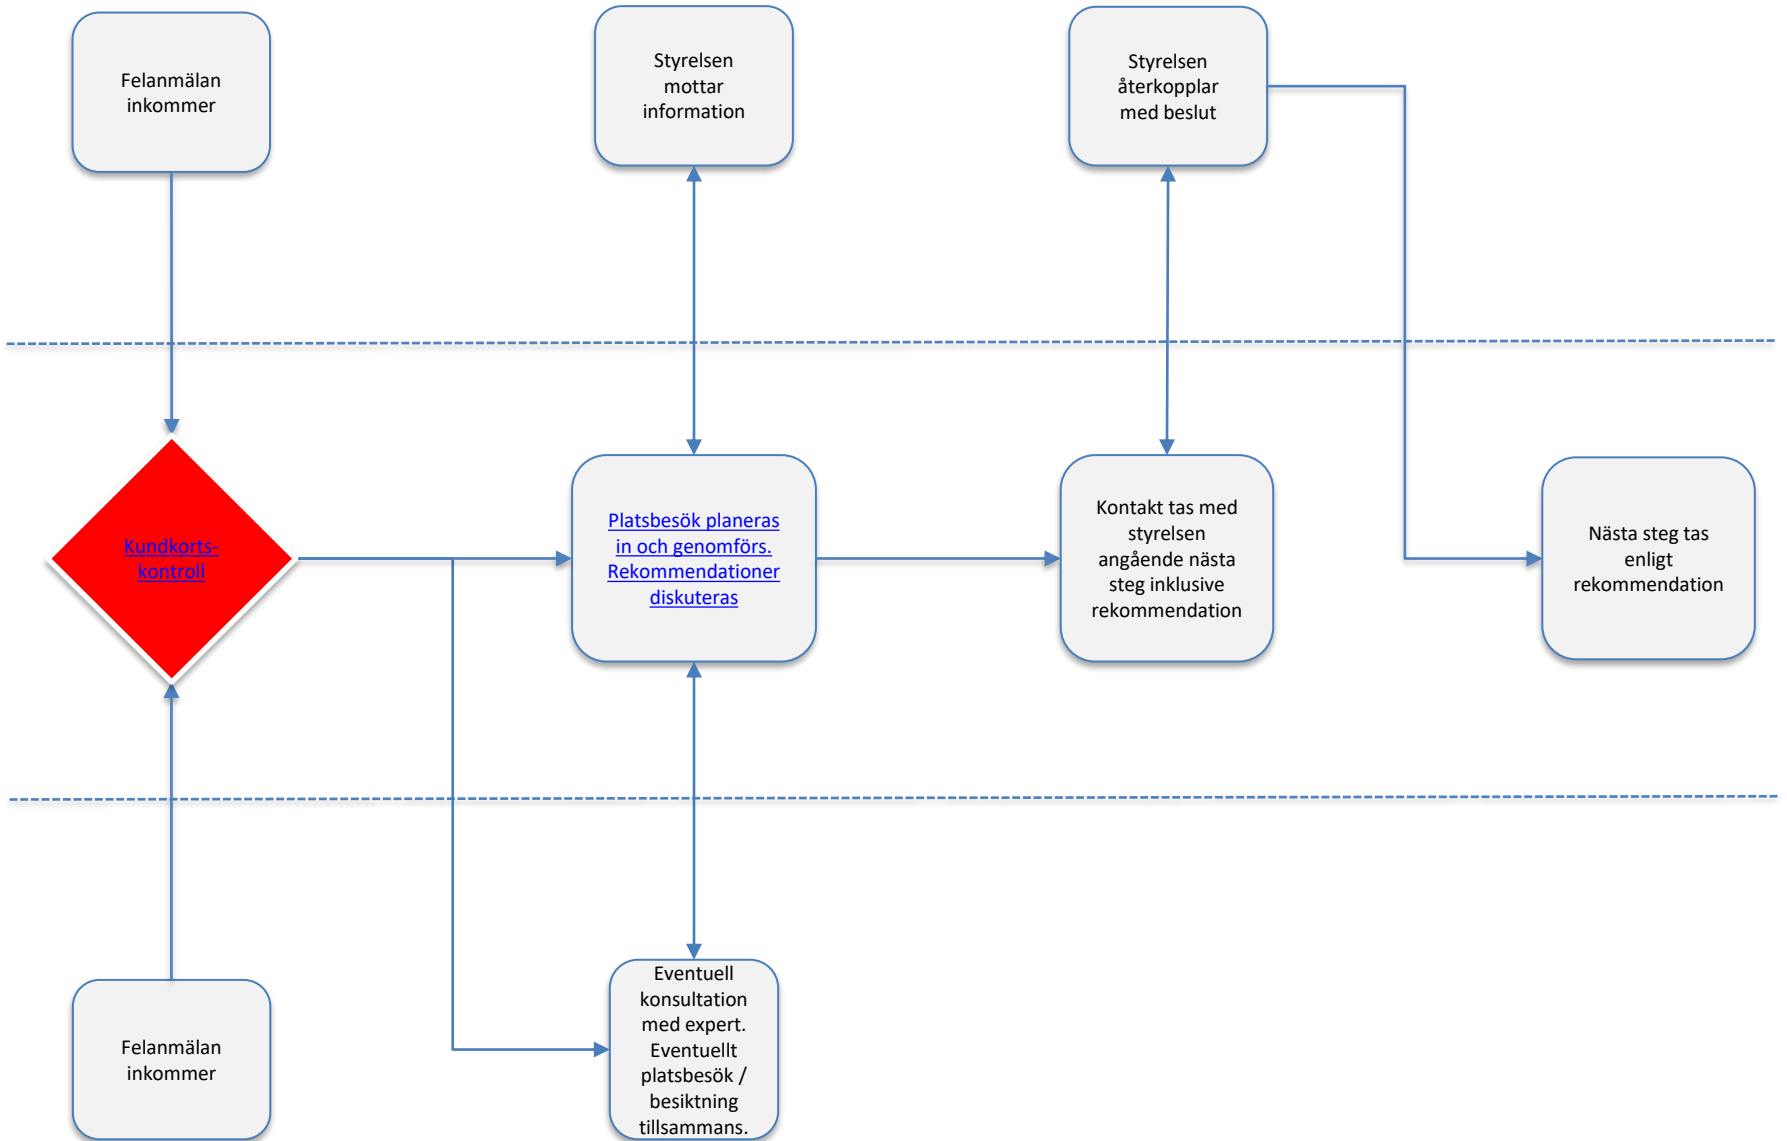 Felanmälan
inkommer
Styrelsen
mottar
information
Styrelsen
återkopplar
med beslut
Kundkorts-
kontroll
Platsbesök planeras
in och genomförs.
Rekommendationer
diskuteras
Kontakt tas med
styrelsen
angående nästa
steg inklusive
rekommendation
Nästa steg tas
enligt
rekommendation
Felanmälan
inkommer
Eventuell
konsultation
med expert.
Eventuellt
platsbesök /
besiktning
tillsammans.